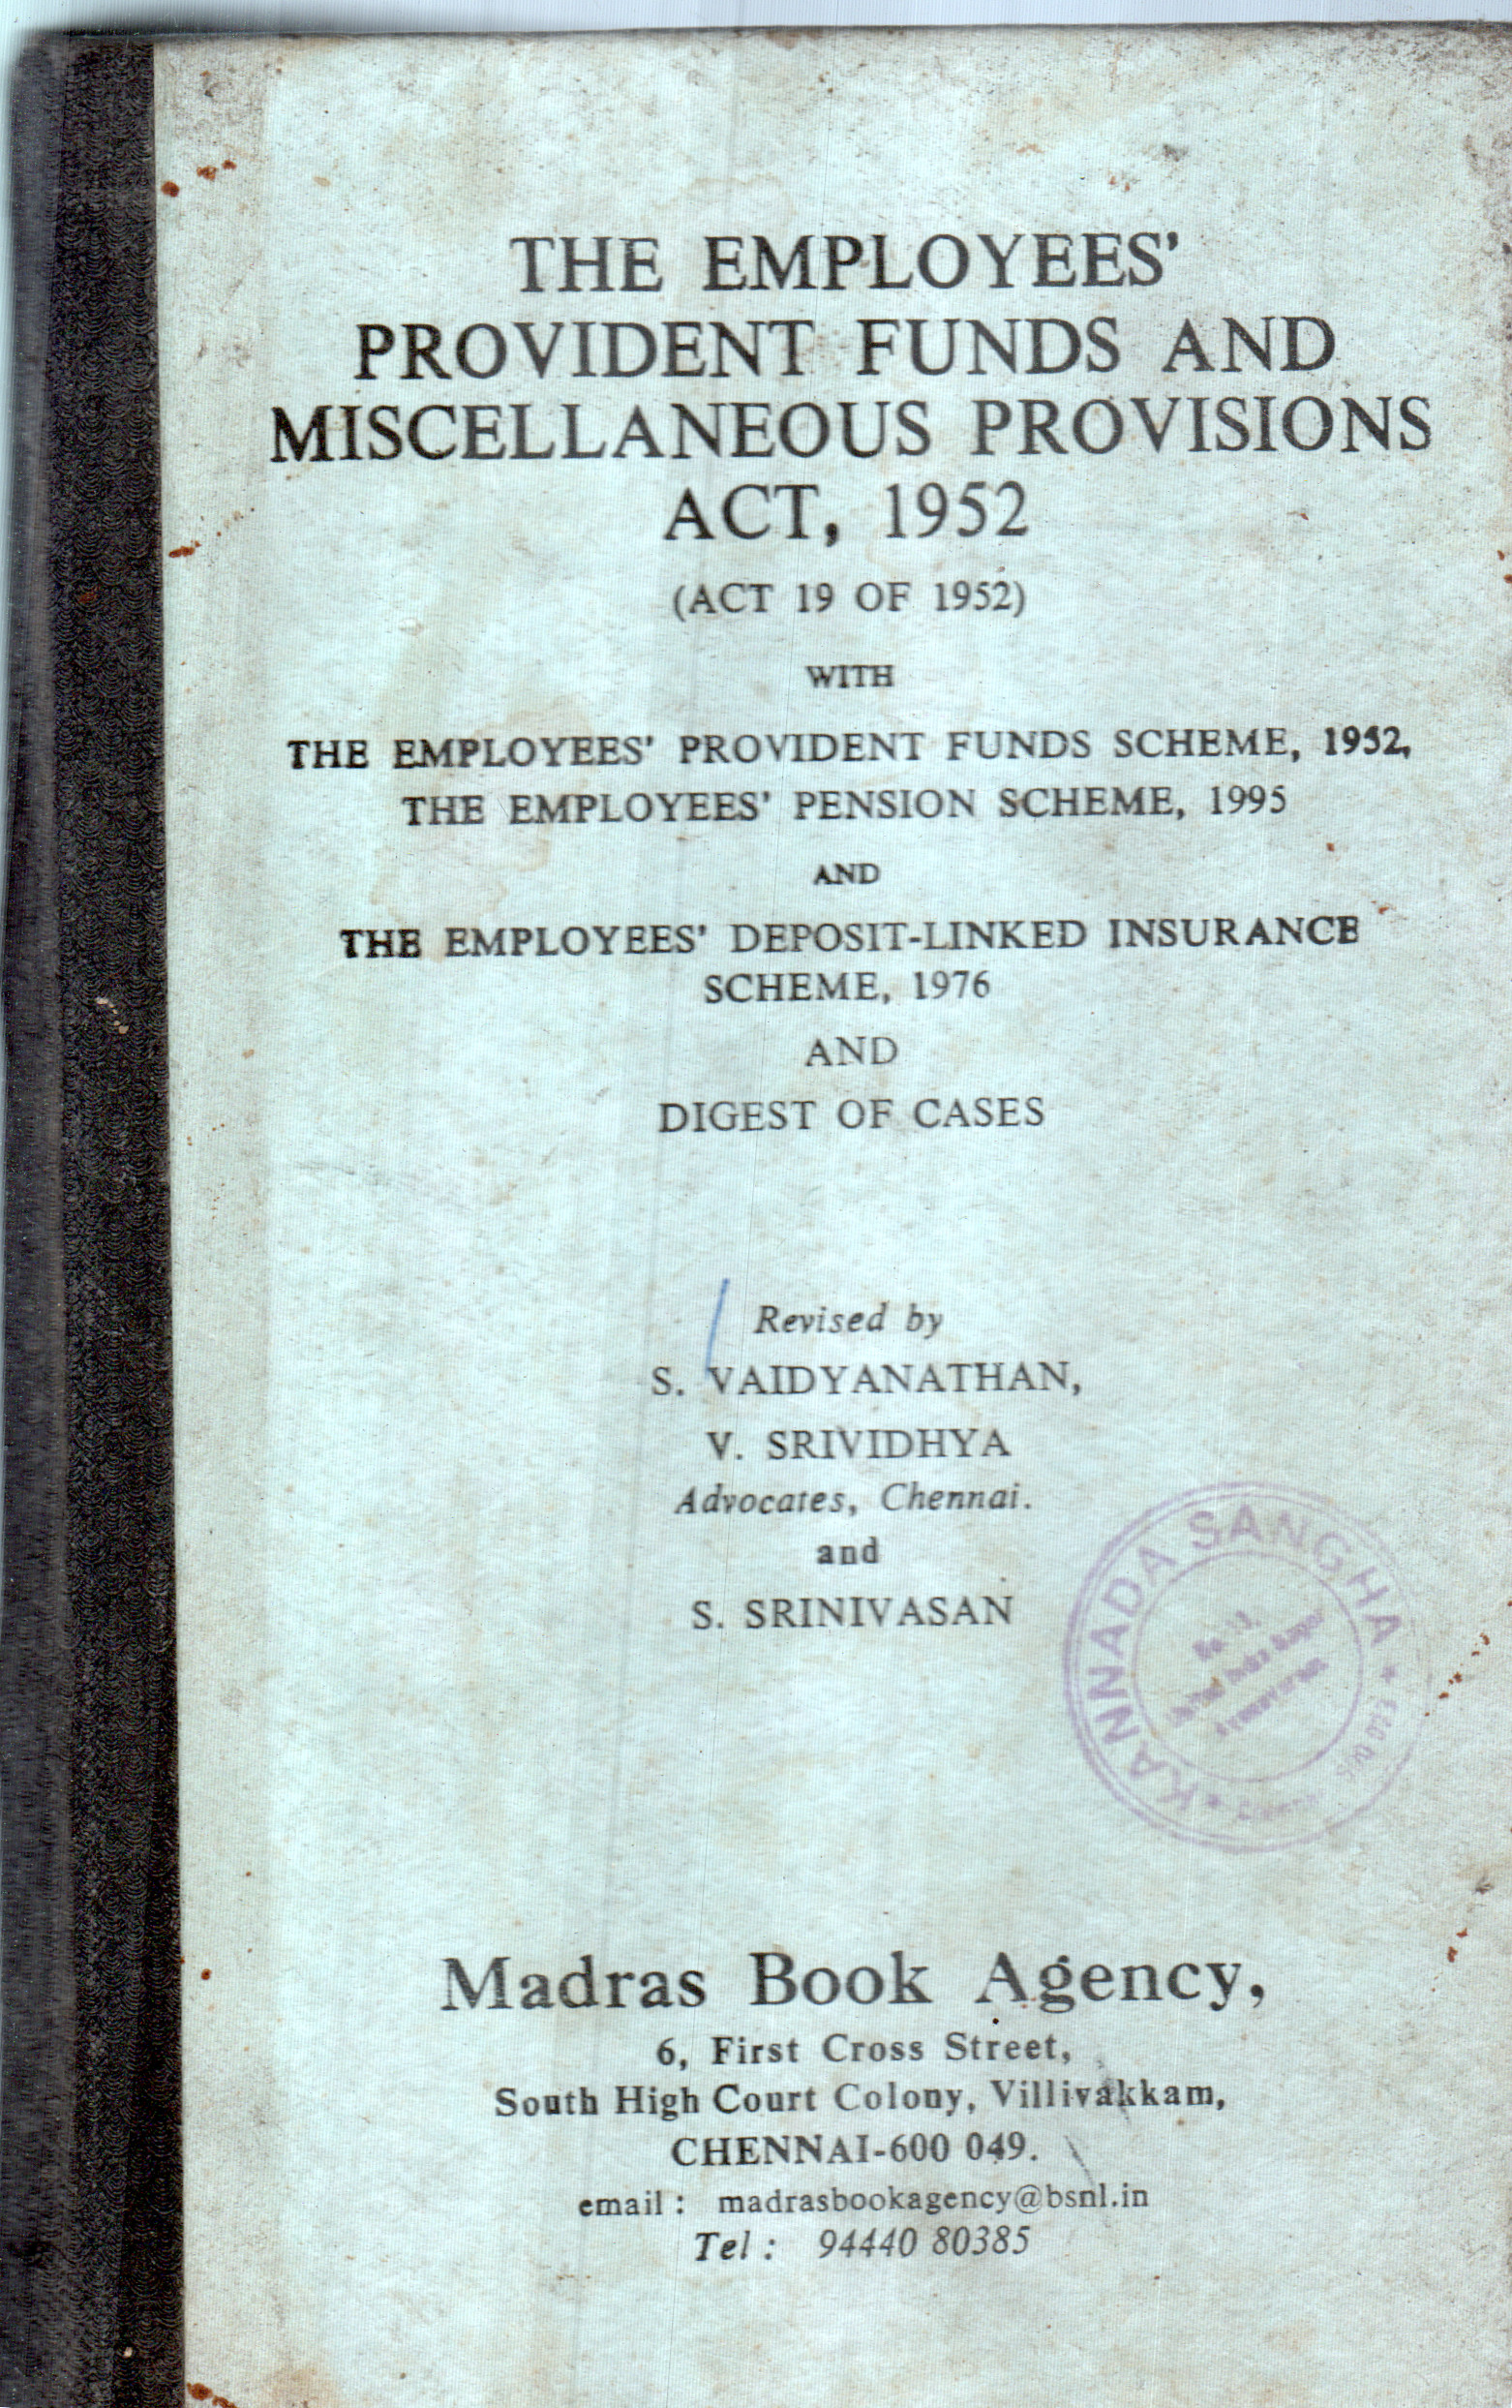 THE EMPLOYEES'
PROVIDENT FUNDS AND
MISCELLANEOUS PROVISIONS
ACT, 1952
(ACT 19 OF 1952)
WITH
THE EMPLOYEES' PROVIDENT FUNDS SCHEME, 1952,
THE EMPLOYEES' PENSION SCHEME, 1995
AND
THE EMPLOYEES' DEPOSIT-LINKED INSURANCE
SCHEME, 1976
AND
DIGEST OF CASES
Revised by
S. VAIDYANATHAN,
V. SRIVIDHYA
Advocates, Chennai.
and
S. SRINIVASAN
KANNADA SANGHA
Madras Book Agency,
6, First Cross Street,
South High Court Colony, Villivakkam,
CHENNAI-600 049.
email : madrasbookagency@bsnl.in
Tel : 94440 80385